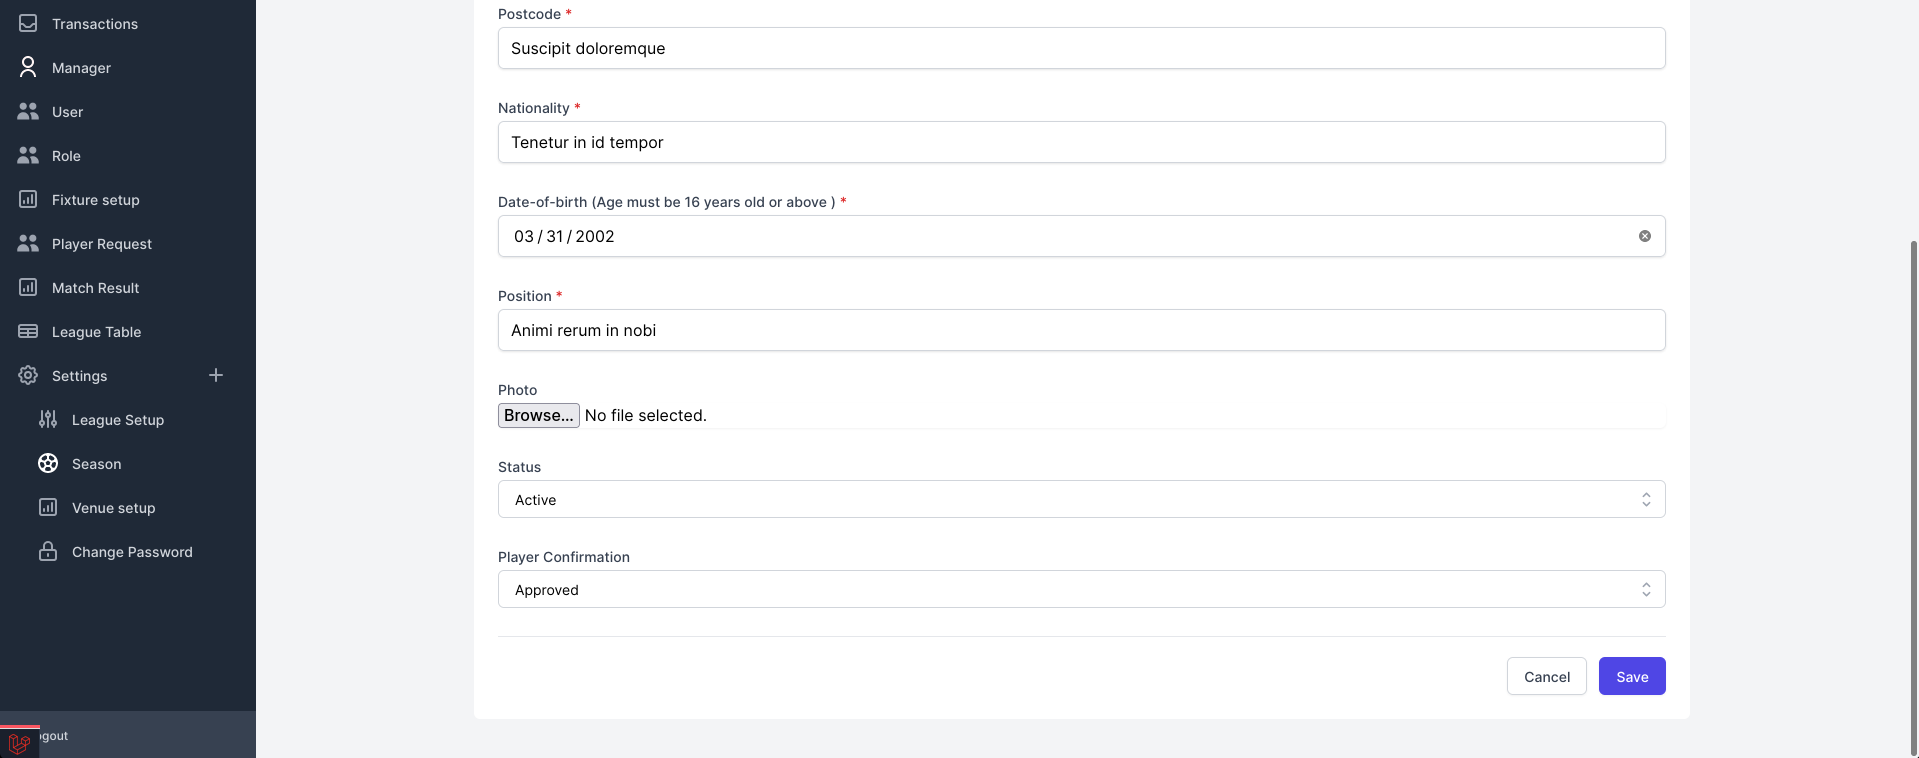 Transactions
Manager
User
Role
Fixture setup
Player Request
Match Result
League Table
Settings
League Setup
Season
Venue setup
Change Password
ogout
Postcode *
Suscipit doloremque
Nationality *
Tenetur in id tempor
Date-of-birth (Age must be 16 years old or above ) *
03 / 31 / 2002
Position *
Animi rerum in nobi
Photo
Browse... No file selected.
Status
Active
Player Confirmation
Approved
Cancel
Save